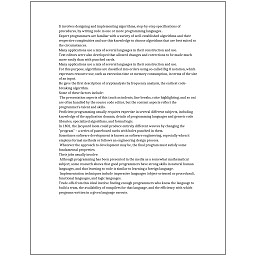 It involves designing and implementing algorithms, step-by-step specifications of
procedures, by writing code in one or more programming languages.
Expert programmers are familiar with a variety of well-established algorithms and their
respective complexities and use this knowledge to choose algorithms that are best suited to
the circumstances.
Many applications use a mix of several languages in their construction and use.
Text editors were also developed that allowed changes and corrections to be made much
more easily than with punched cards.
Many applications use a mix of several languages in their construction and use.
For this purpose, algorithms are classified into orders using so-called Big O notation, which
expresses resource use, such as execution time or memory consumption, in terms of the size
of an input.
He gave the first description of cryptanalysis by frequency analysis, the earliest code-
breaking algorithm.
Some of these factors include:
The presentation aspects of this (such as indents, line breaks, color highlighting, and so on)
are often handled by the source code editor, but the content aspects reflect the
programmer's talent and skills.
Proficient programming usually requires expertise in several different subjects, including
knowledge of the application domain, details of programming languages and generic code
libraries, specialized algorithms, and formal logic.
In 1801, the Jacquard loom could produce entirely different weaves by changing the
"program" – a series of pasteboard cards with holes punched in them.
Sometimes software development is known as software engineering, especially when it
employs formal methods or follows an engineering design process.
Whatever the approach to development may be, the final program must satisfy some
fundamental properties.
Their jobs usually involve:
Although programming has been presented in the media as a somewhat mathematical
subject, some research shows that good programmers have strong skills in natural human
languages, and that learning to code is similar to learning a foreign language.
Implementation techniques include imperative languages (object-oriented or procedural),
functional languages, and logic languages.
Trade-offs from this ideal involve finding enough programmers who know the language to
build a team, the availability of compilers for that language, and the efficiency with which
programs written in a given language execute.